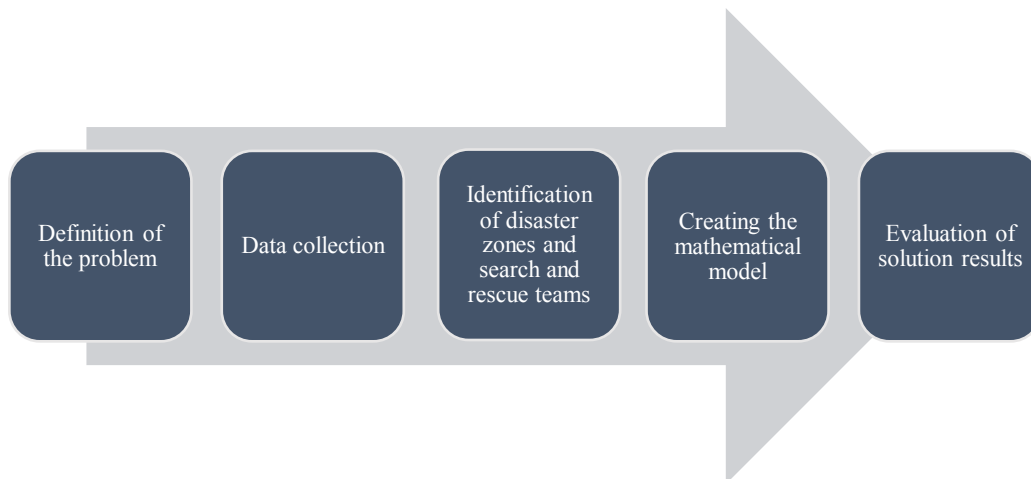 Definition of
the problem
Data collection
Identification
of disaster
zones and
search and
rescue teams
Creating the
mathematical
model
Evaluation of
solution results